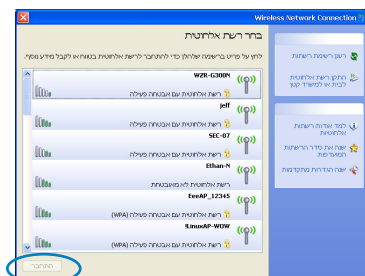 Wireless Network Connection
בחר רשת אלחוטית
לחץ על פריט ברשימה שלהלן כדי להתחבר לרשת אלחוטית בטווח או לקבל מידע נוסף.
רענן רשימת רשתות
התקן רשת אלחוטית
לבית או למשרד קטן
למד אודות רשתות
אלחוטיות
שנה את סדר הרשתות
המועדפות
שנה הגדרות מתקדמות
WZR-G300N
רשת אלחוטית עם אבטחה פעילה
jeff
רשת אלחוטית עם אבטחה פעילה
SEC-07
רשת אלחוטית עם אבטחה פעילה
Ethan-N
רשת אלחוטית לא מאובטחת
EeeAP_12345
רשת אלחוטית עם אבטחה פעילה (WPA)
!LinuxAP-WOW
רשת אלחוטית עם אבטחה פעילה (WPA)
התחבר